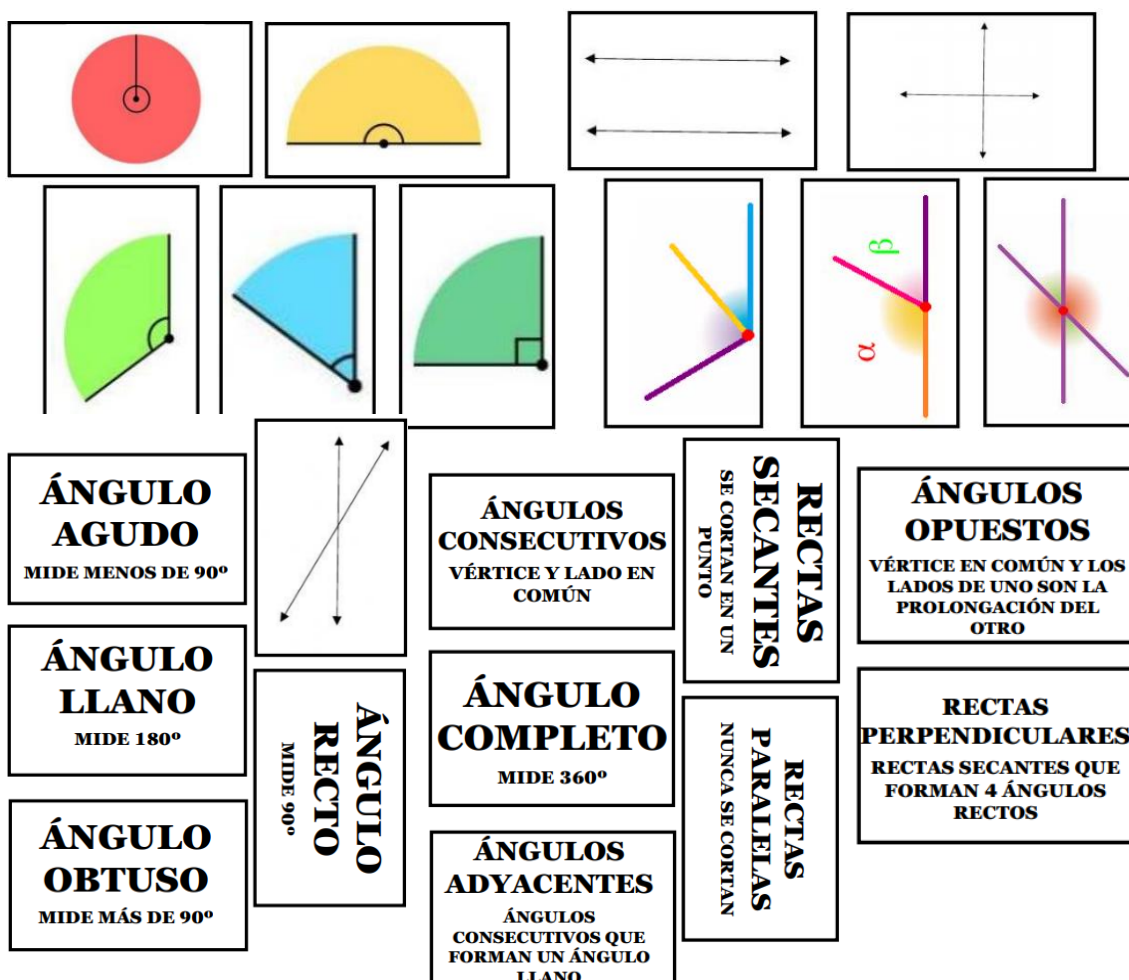 β
α
ÁNGULO
AGUDO
MIDE MENOS DE 90º
ÁNGULOS
CONSECUTIVOS
VÉRTICE Y LADO EN
COMÚN
RECTAS
SECANTES
SE CORTAN EN UN
PUNTO
ÁNGULOS
OPUESTOS
VÉRTICE EN COMÚN Y LOS
LADOS DE UNO SON LA
PROLONGACIÓN DEL
OTRO
ÁNGULO
LLANO
MIDE 180º
ÁNGULO
RECTO
MIDE 90º
ÁNGULO
COMPLETO
MIDE 360º
RECTAS
PARALELAS
NUNCA SE CORTAN
RECTAS
PERPENDICULARES
RECTAS SECANTES QUE
FORMAN 4 ÁNGULOS
RECTOS
ÁNGULO
OBTUSO
MIDE MÁS DE 90º
ÁNGULOS
ADYACENTES
ÁNGULOS
CONSECUTIVOS QUE
FORMAN UN ÁNGULO
LLANO